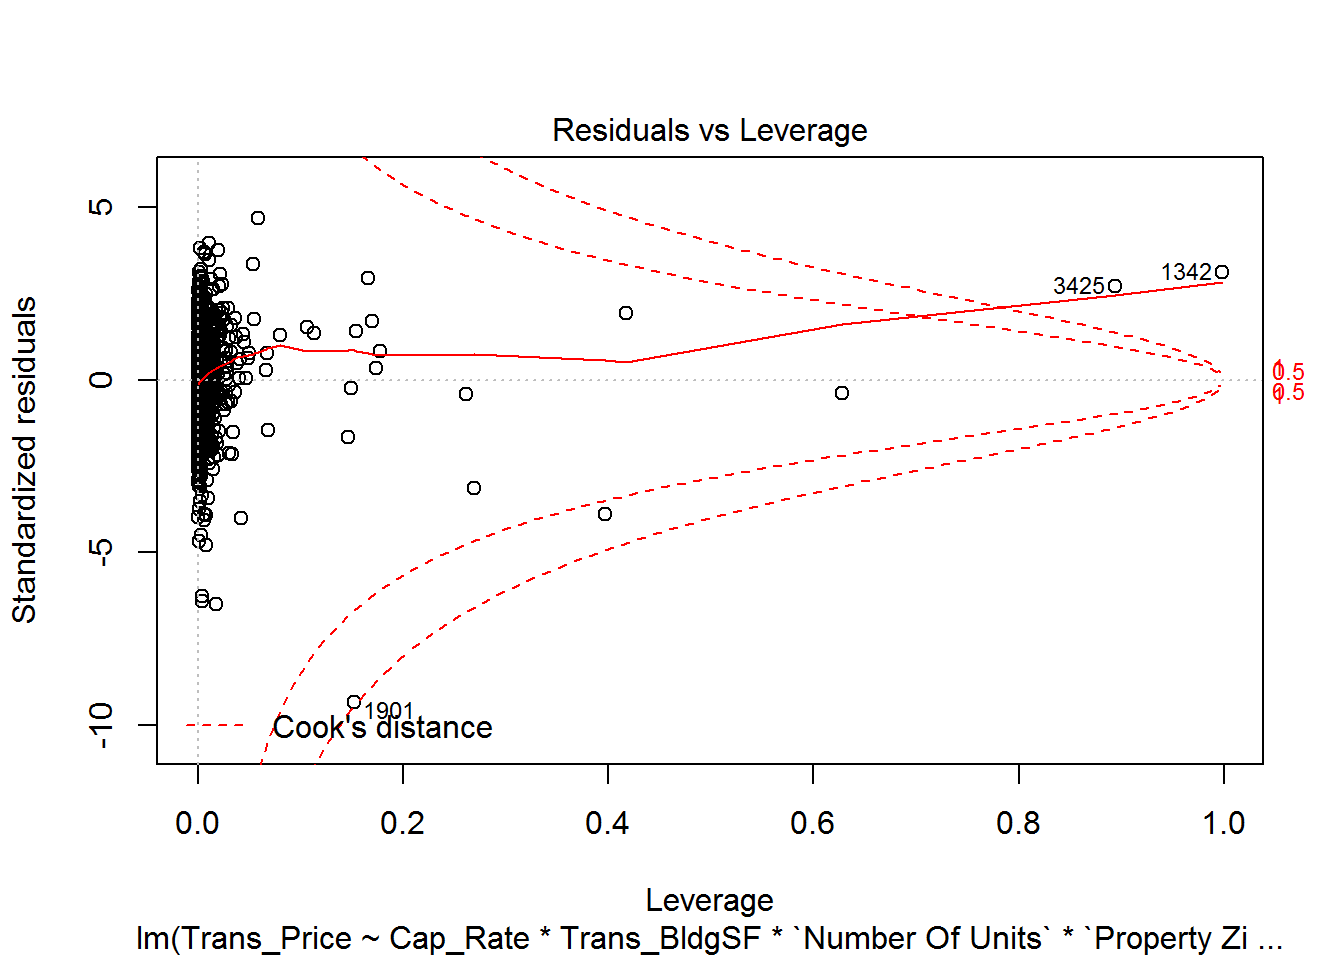 Residuals vs Leverage
Standardized residuals
5
0
-5
-10
3425
1342
1
0.5
0.5
1
1901
Cook's distance
0.0 0.2 0.4 0.6 0.8 1.0
Leverage
lm(Trans_Price ~ Cap_Rate * Trans_BldgSF * `Number Of Units` * `Property Zi ...